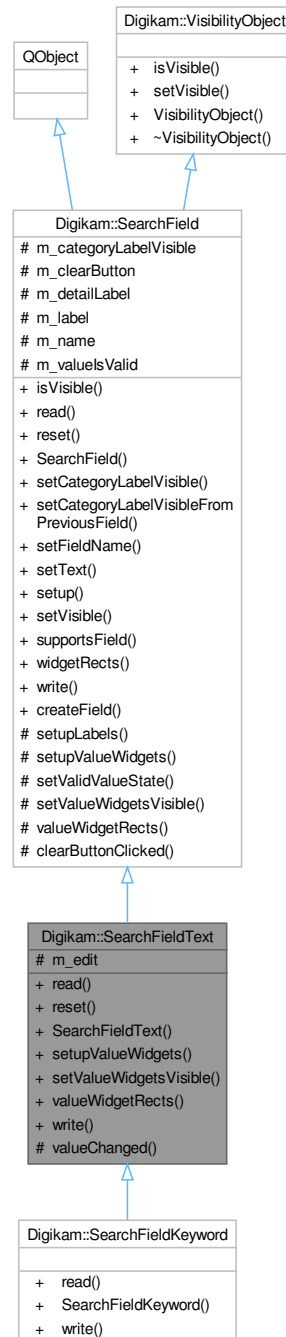 Digikam::VisibilityObject
+ isVisible()
+ setVisible()
+ VisibilityObject()
+ ~VisibilityObject()
QObject
Digikam::SearchField
# m_categoryLabelVisible
# m_clearButton
# m_detailLabel
# m_label
# m_name
# m_valueIsValid
+ isVisible()
+ read()
+ reset()
+ SearchField()
+ setCategoryLabelVisible()
+ setCategoryLabelVisibleFrom
PreviousField()
+ setFieldName()
+ setText()
+ setup()
+ setVisible()
+ supportsField()
+ widgetRects()
+ write()
+ createField()
# setupLabels()
# setupValueWidgets()
# setValidValueState()
# setValueWidgetsVisible()
# valueWidgetRects()
# clearButtonClicked()
Digikam::SearchFieldText
# m_edit
+ read()
+ reset()
+ SearchFieldText()
+ setupValueWidgets()
+ setValueWidgetsVisible()
+ valueWidgetRects()
+ write()
# valueChanged()
Digikam::SearchFieldKeyword
+ read()
+ SearchFieldKeyword()
+ write()